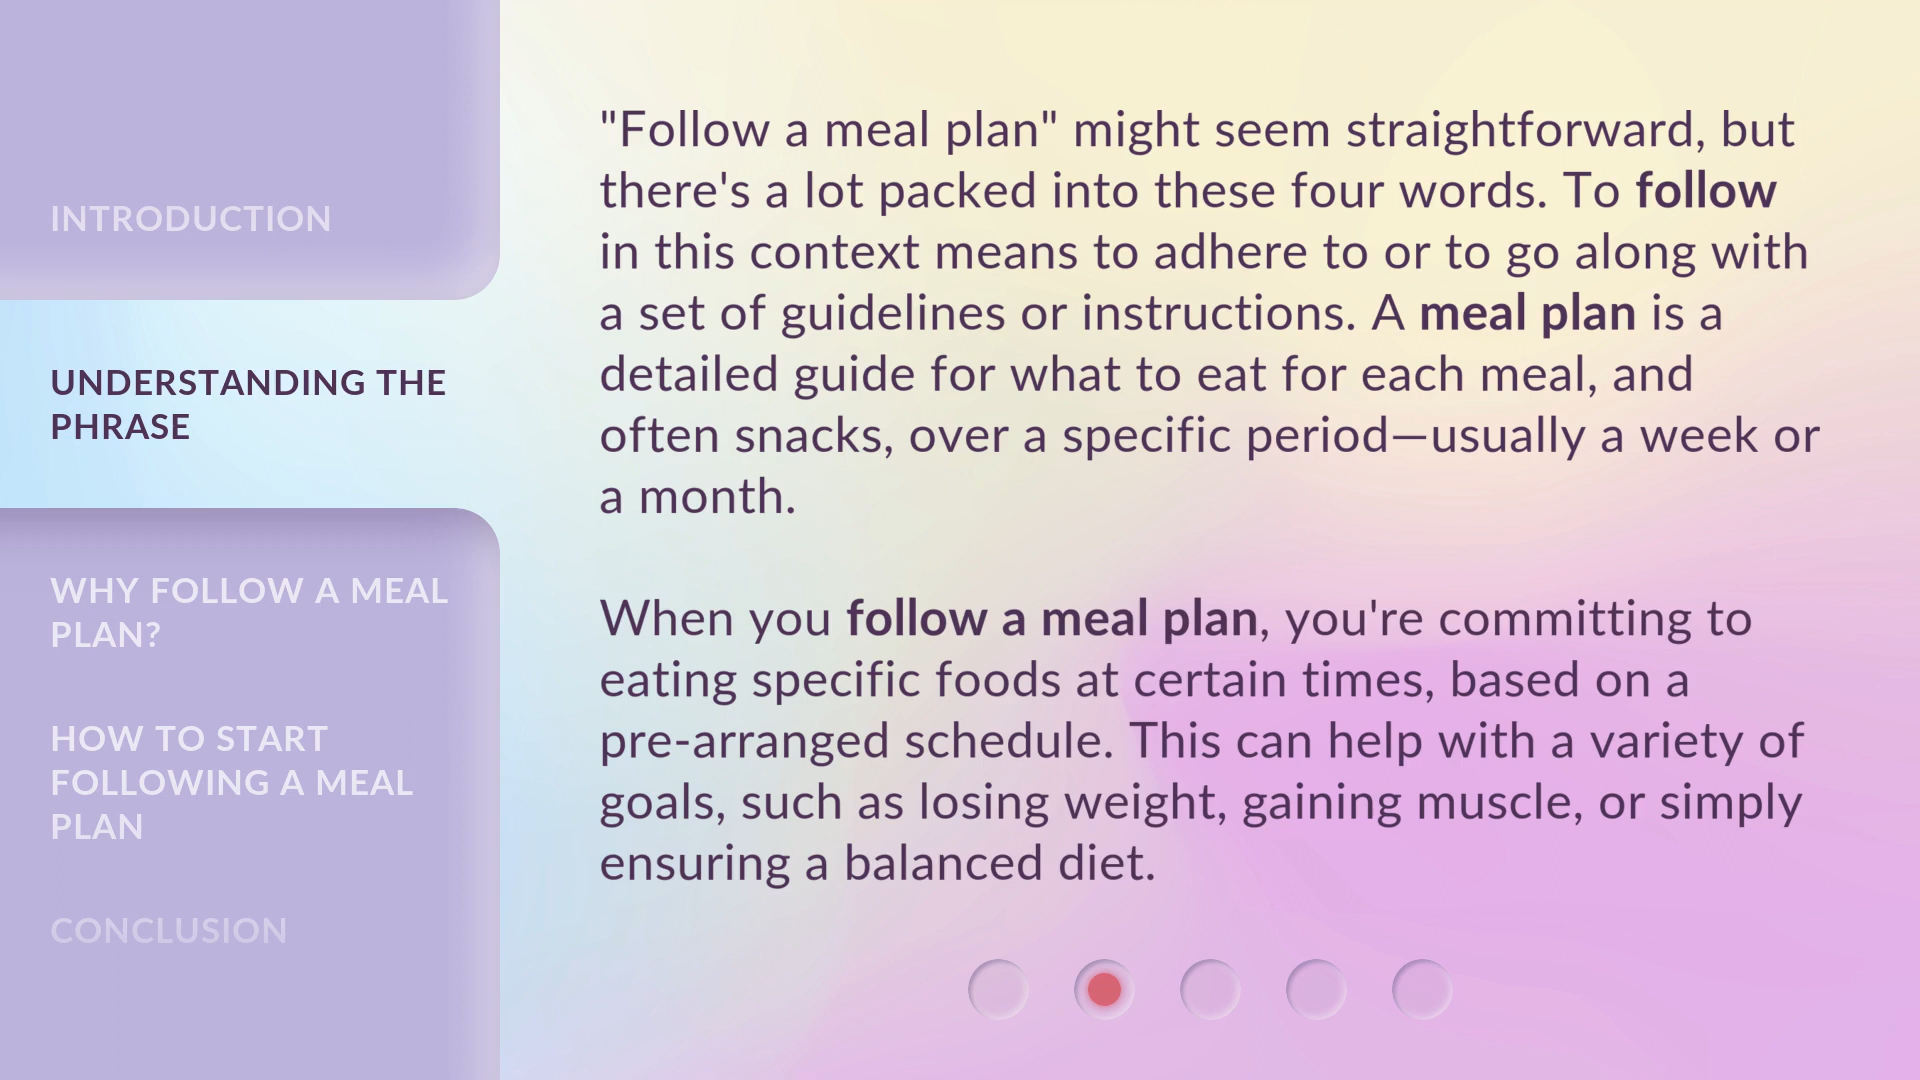 INTRODUCTION
UNDERSTANDING THE
PHRASE
WHY FOLLOW A MEAL
PLAN?
HOW TO START
FOLLOWING A MEAL
PLAN
CONCLUSION
"Follow a meal plan" might seem straightforward, but
there's a lot packed into these four words. To follow
in this context means to adhere to or to go along with
a set of guidelines or instructions. A meal plan is a
detailed guide for what to eat for each meal, and
often snacks, over a specific period—usually a week or
a month.
When you follow a meal plan, you're committing to
eating specific foods at certain times, based on a
pre-arranged schedule. This can help with a variety of
goals, such as losing weight, gaining muscle, or simply
ensuring a balanced diet.